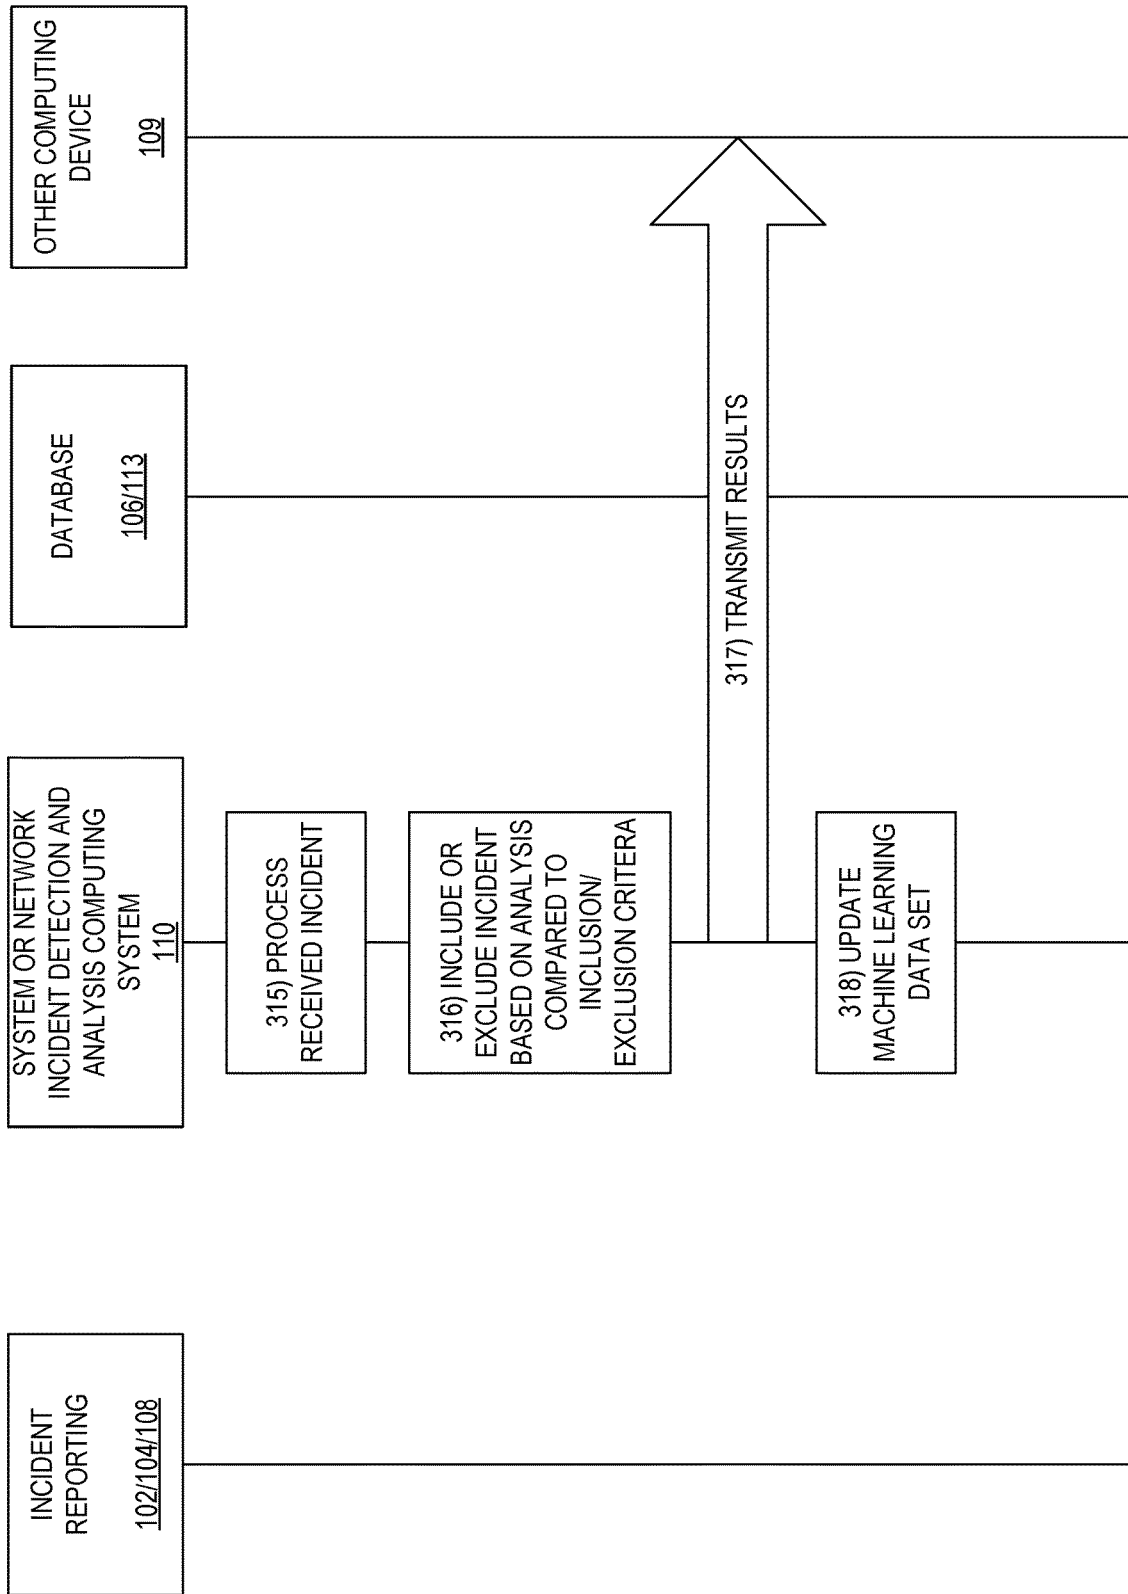 INCIDENT
REPORTING
102/104/108
SYSTEM OR NETWORK
INCIDENT DETECTION AND
ANALYSIS COMPUTING
SYSTEM
110
DATABASE
106/113
OTHER COMPUTING
DEVICE
109
315) PROCESS
RECEIVED INCIDENT
316) INCLUDE OR
EXCLUDE INCIDENT
BASED ON ANALYSIS
COMPARED TO
INCLUSION/
EXCLUSION CRITERA
317) TRANSMIT RESULTS
318) UPDATE
MACHINE LEARNING
DATA SET